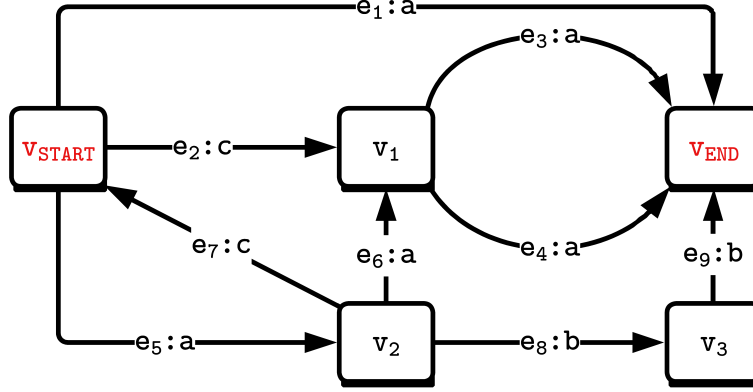 e₁:a
e₃:a
v_START
e₂:c
v₁
v_END
e₇:c
e₆:a
e₄:a
e₉:b
e₅:a
v₂
e₈:b
v₃